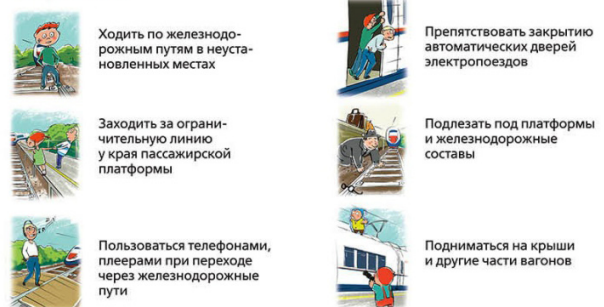 Ходить по железнодо-
рожным путям в неуста-
новленных местах
Заходить за ограни-
чительную линию
у края пассажирской
платформы
Пользоваться телефонами,
плеерами при переходе
через железнодорожные
пути
Препятствовать закрытию
автоматических дверей
электропоездов
Подлезать под платформы
и железнодорожные
составы
Подниматься на крыши
и другие части вагонов